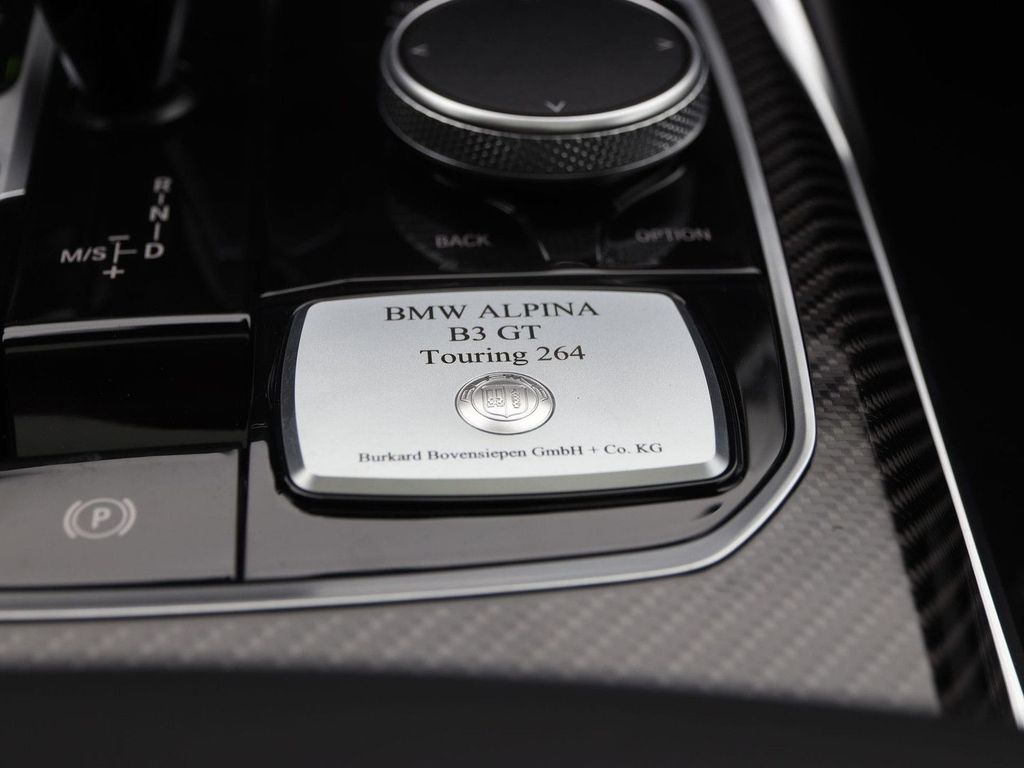 R
N
M/S D
BACK OPTION
BMW ALPINA
B3 GT
Touring 264
Burkard Bovensiepen GmbH + Co. KG
P